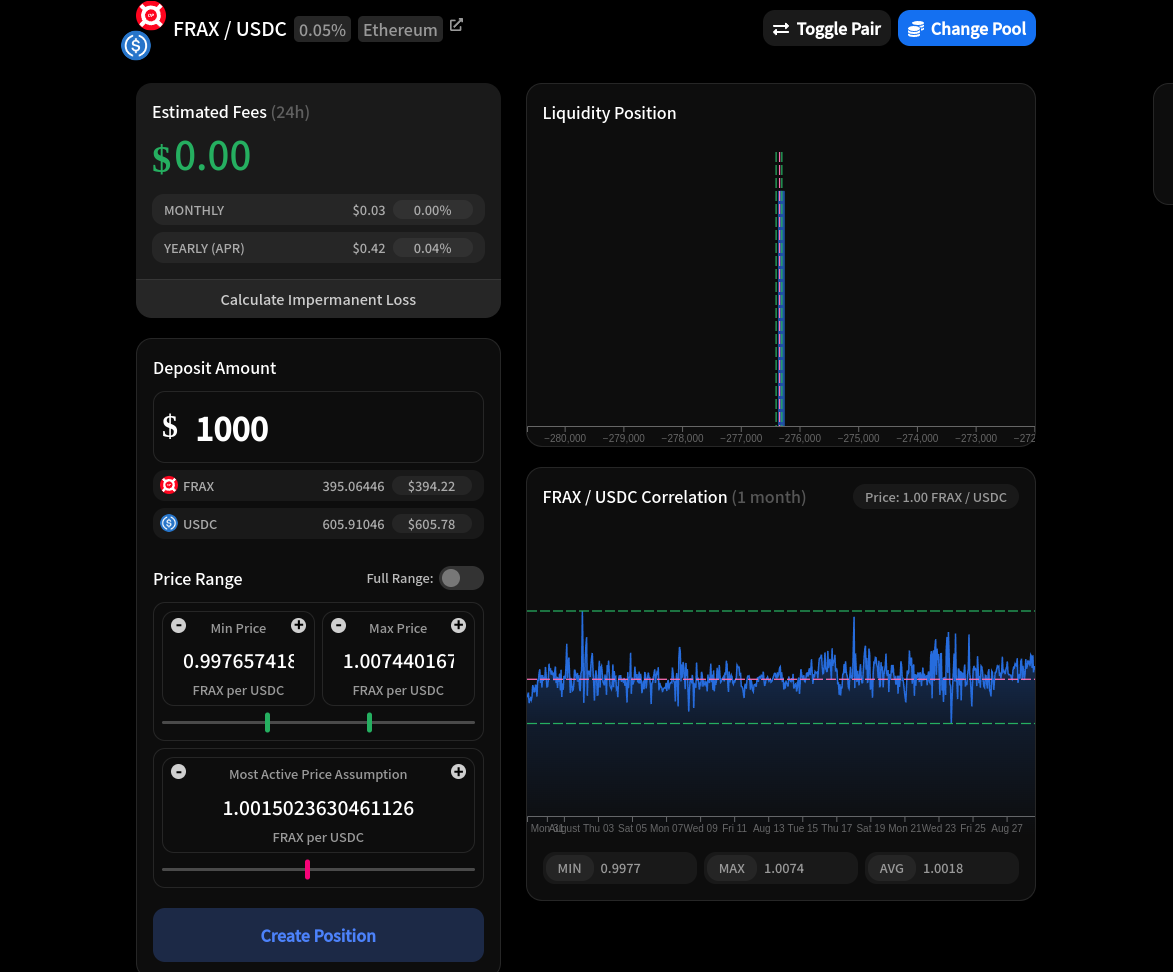 FRAX / USDC 0.05% Ethereum
Toggle Pair
Change Pool
Estimated Fees (24h)
$0.00
MONTHLY $0.03 0.00%
YEARLY (APR) $0.42 0.04%
Calculate Impermanent Loss
Deposit Amount
$ 1000
FRAX 395.06446 $394.22
USDC 605.91046 $605.78
Price Range Full Range:
Min Price
0.997657418
FRAX per USDC
Max Price
1.007440167
FRAX per USDC
Most Active Price Assumption
1.0015023630461126
FRAX per USDC
Create Position
Liquidity Position
−280,000 −279,000 −278,000 −277,000 −276,000 −275,000 −274,000 −273,000 −272
FRAX / USDC Correlation (1 month) Price: 1.00 FRAX / USDC
Mon August Thu 03 Sat 05 Mon 07 Wed 09 Fri 11 Aug 13 Tue 15 Thu 17 Sat 19 Mon 21 Wed 23 Fri 25 Aug 27
MIN 0.9977 MAX 1.0074 AVG 1.0018